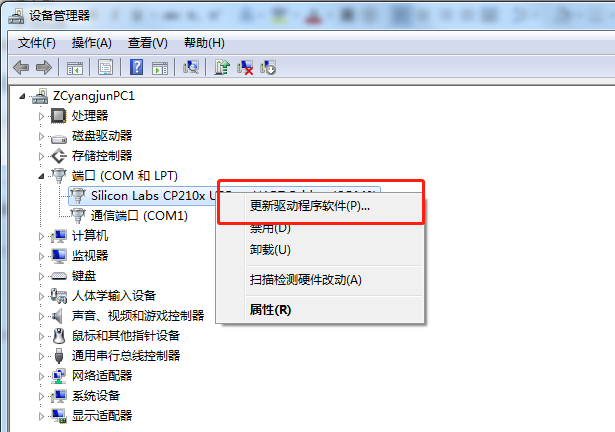 设备管理器
文件(F) 操作(A) 查看(V) 帮助(H)
ZCyangjunPC1
处理器
磁盘驱动器
存储控制器
端口 (COM 和 LPT)
Silicon Labs CP210x
通信端口 (COM1)
计算机
监视器
键盘
人体学输入设备
声音、视频和游戏控制器
鼠标和其他指针设备
通用串行总线控制器
网络适配器
系统设备
显示适配器
更新驱动程序软件(P)...
禁用(D)
卸载(U)
扫描检测硬件改动(A)
属性(R)